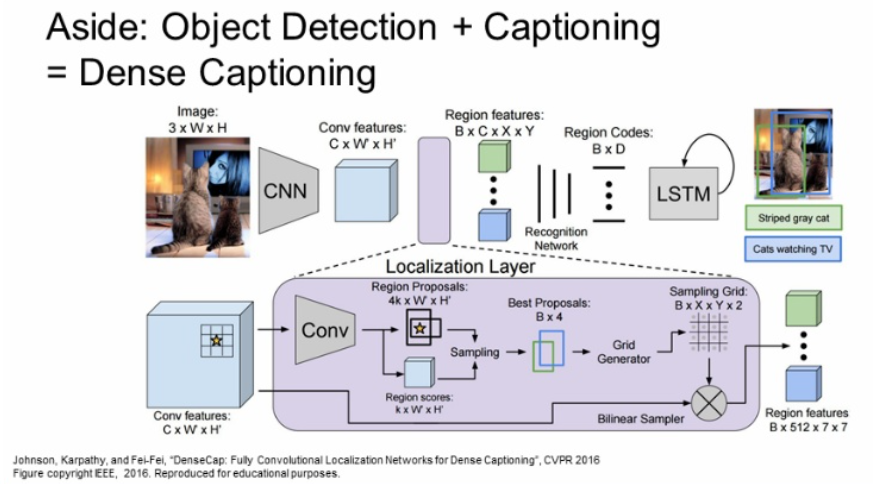 Aside: Object Detection + Captioning
= Dense Captioning
Image:
3 x W x H
CNN
Conv features:
C x W' x H'
Region features:
B x C x X x Y
Recognition
Network
Region Codes:
B x D
LSTM
Striped gray cat
Cats watching TV
Localization Layer
Conv features:
C x W' x H'
Conv
Region Proposals:
4k x W' x H'
Region scores:
k x W' x H'
Sampling
Best Proposals:
B x 4
Grid
Generator
Sampling Grid:
B x X x Y x 2
Bilinear Sampler
Region features
B x 512 x 7 x 7
Johnson, Karpathy, and Fei-Fei, “DenseCap: Fully Convolutional Localization Networks for Dense Captioning”, CVPR 2016
Figure copyright IEEE, 2016. Reproduced for educational purposes.